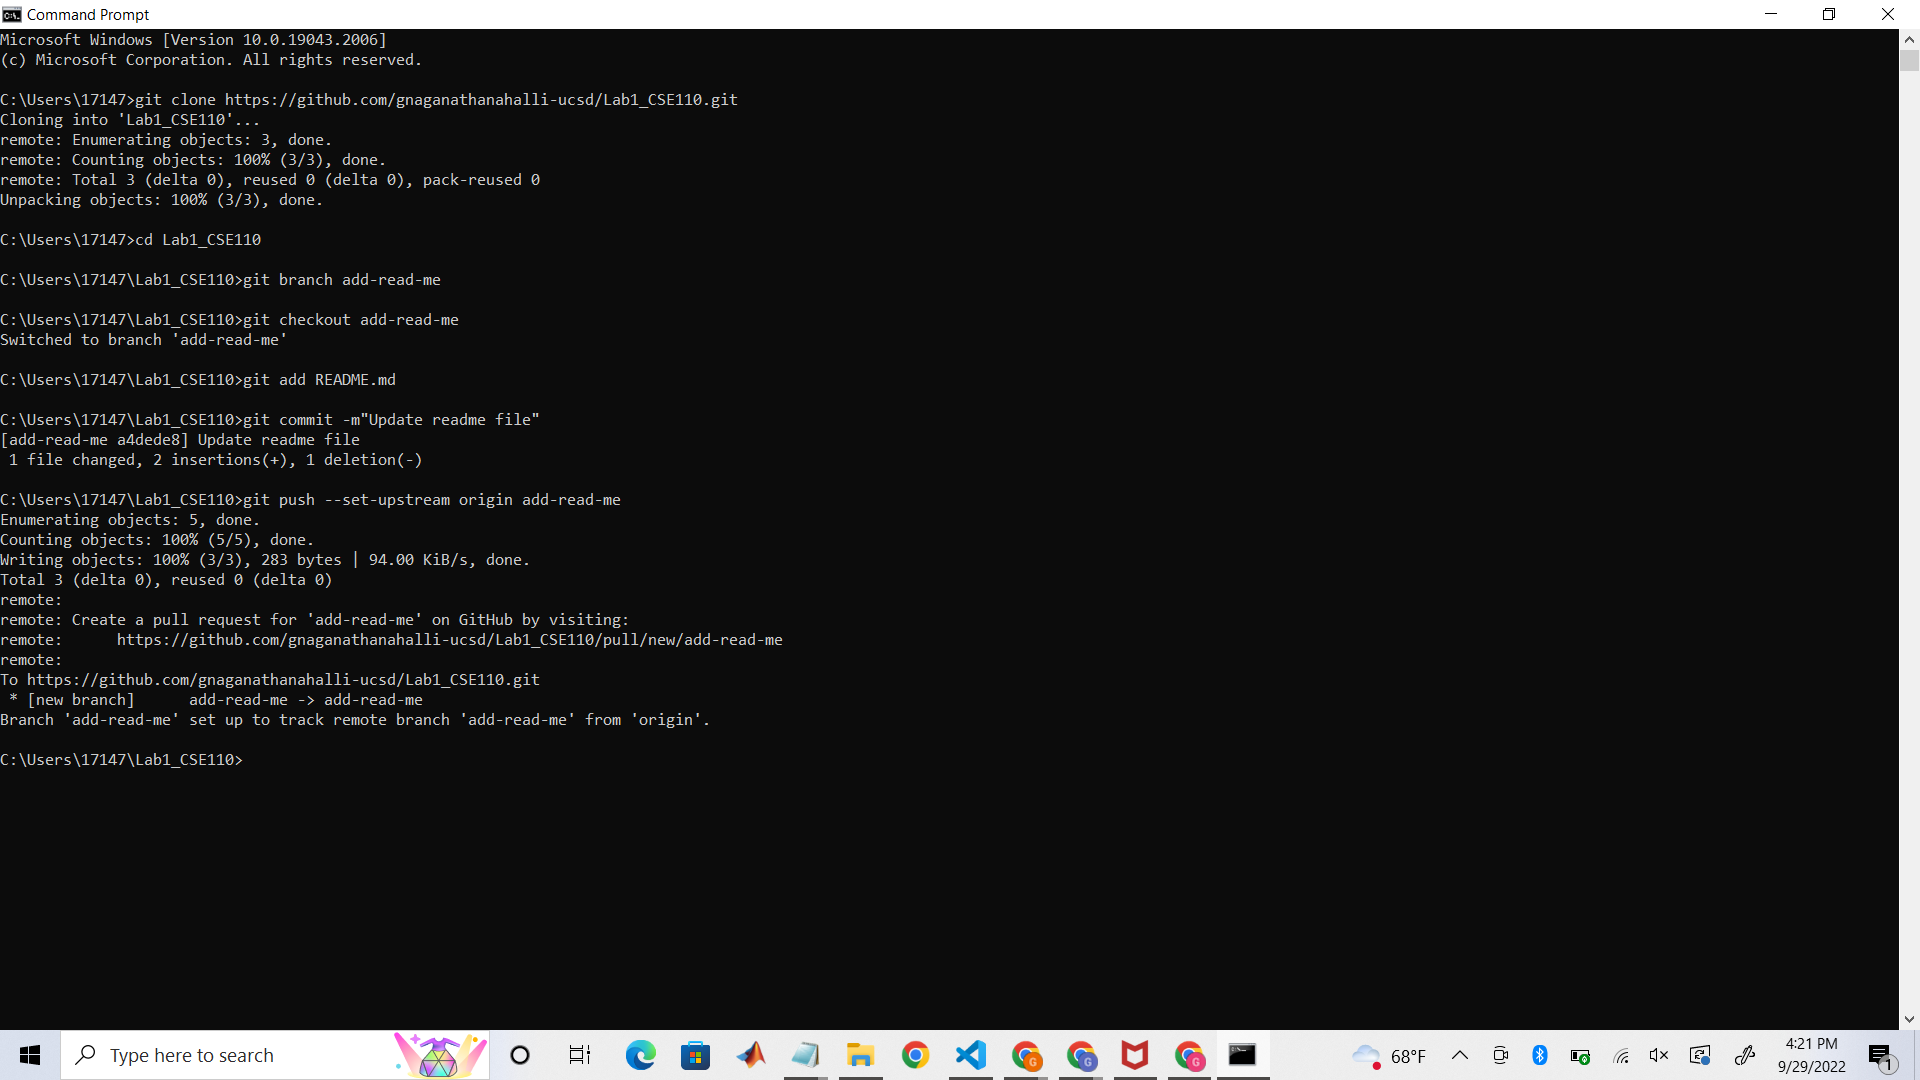 Command Prompt
Microsoft Windows [Version 10.0.19043.2006]
(c) Microsoft Corporation. All rights reserved.
C:\Users\17147>git clone https://github.com/gnaganathanahalli-ucsd/Lab1_CSE110.git
Cloning into 'Lab1_CSE110'...
remote: Enumerating objects: 3, done.
remote: Counting objects: 100% (3/3), done.
remote: Total 3 (delta 0), reused 0 (delta 0), pack-reused 0
Unpacking objects: 100% (3/3), done.
C:\Users\17147>cd Lab1_CSE110
C:\Users\17147\Lab1_CSE110>git branch add-read-me
C:\Users\17147\Lab1_CSE110>git checkout add-read-me
Switched to branch 'add-read-me'
C:\Users\17147\Lab1_CSE110>git add README.md
C:\Users\17147\Lab1_CSE110>git commit -m"Update readme file"
[add-read-me a4dede8] Update readme file
 1 file changed, 2 insertions(+), 1 deletion(-)
C:\Users\17147\Lab1_CSE110>git push --set-upstream origin add-read-me
Enumerating objects: 5, done.
Counting objects: 100% (5/5), done.
Writing objects: 100% (3/3), 283 bytes | 94.00 KiB/s, done.
Total 3 (delta 0), reused 0 (delta 0)
remote:
remote: Create a pull request for 'add-read-me' on GitHub by visiting:
remote:      https://github.com/gnaganathanahalli-ucsd/Lab1_CSE110/pull/new/add-read-me
remote:
To https://github.com/gnaganathanahalli-ucsd/Lab1_CSE110.git
 * [new branch]      add-read-me -> add-read-me
Branch 'add-read-me' set up to track remote branch 'add-read-me' from 'origin'.
C:\Users\17147\Lab1_CSE110>
Type here to search
68°F
4:21 PM
9/29/2022
1